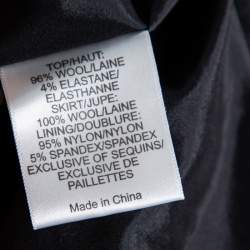 TOP/HAUT:
96% WOOL/LAINE
4% ELASTANE/
ELASTHANNE
SKIRT/JUPE:
100% WOOL/LAINE
LINING/DOUBLURE:
95% NYLON/NYLON
5% SPANDEX/SPANDEX
EXCLUSIVE OF SEQUINS/
EXCLUSIVE DE
PAILLETTES
Made in China